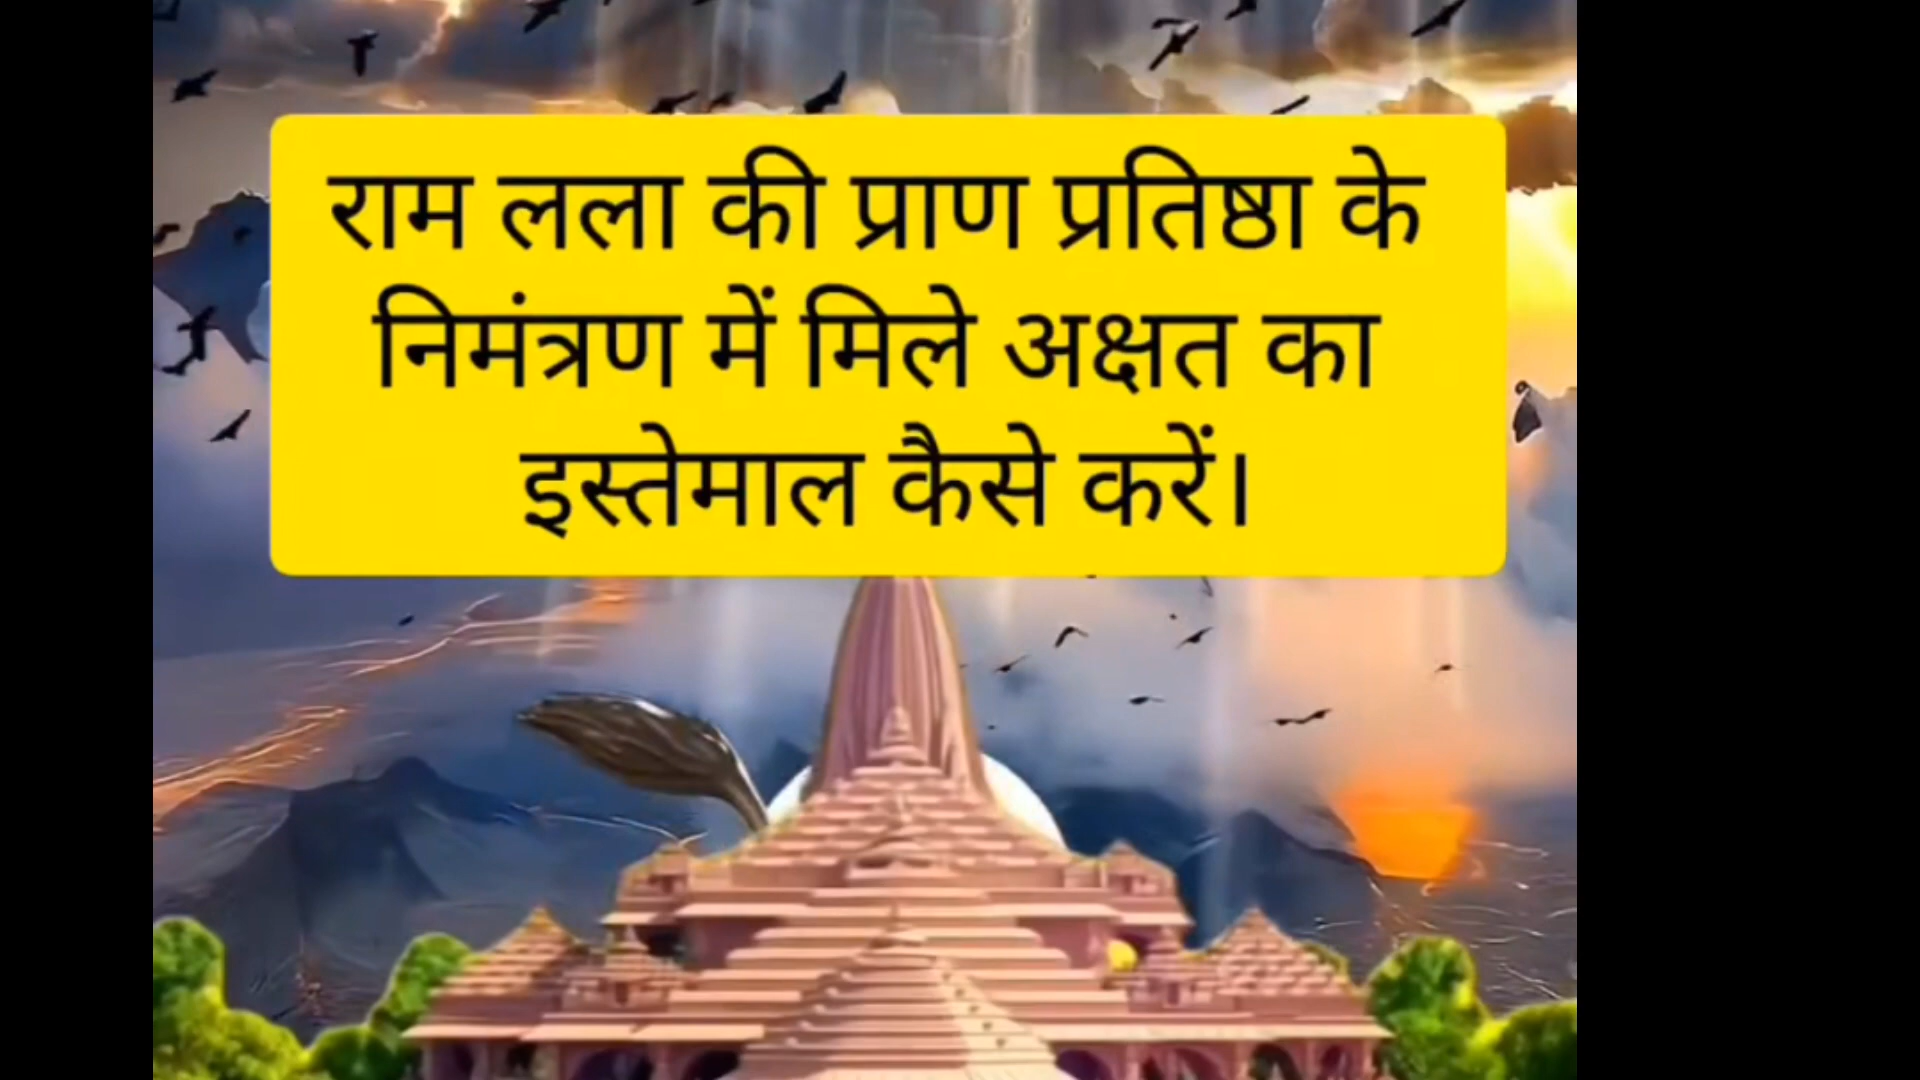 राम लला की प्राण प्रतिष्ठा के
निमंत्रण में मिले अक्षत का
इस्तेमाल कैसे करें।